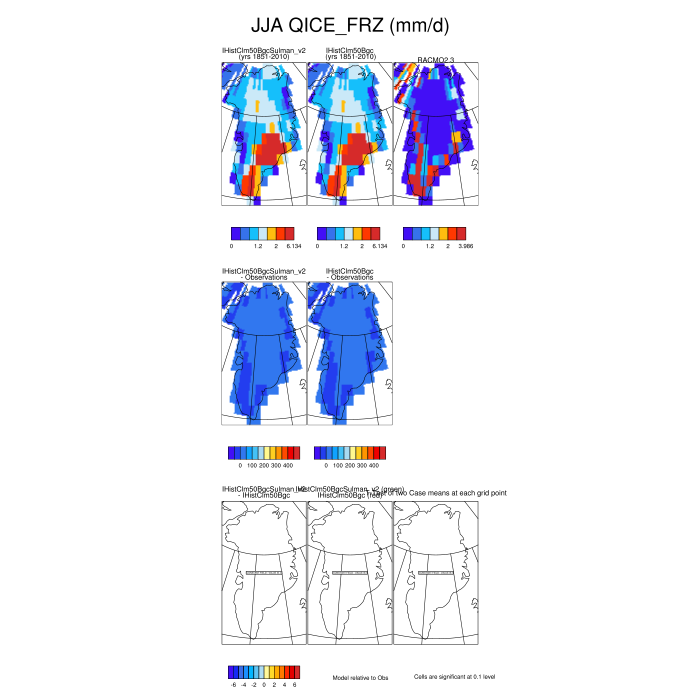 JJA QICE_FRZ (mm/d)
IHistClm50BgcSulman_v2
(yrs 1851-2010)
IHistClm50Bgc
(yrs 1851-2010)
RACMO2.3
0 1.2 2 6.134
0 1.2 2 6.134
0 1.2 2 3.986
IHistClm50BgcSulman_v2
- Observations
IHistClm50Bgc
- Observations
0 100 200 300 400
0 100 200 300 400
IHistClm50BgcSulman_v2
- IHistClm50Bgc
IHistClm50BgcSulman_v2 (green)
IHistClm50Bgc (red)
of two Case means at each grid point
-6 -4 -2 0 2 4 6
Model relative to Obs
Cells are significant at 0.1 level